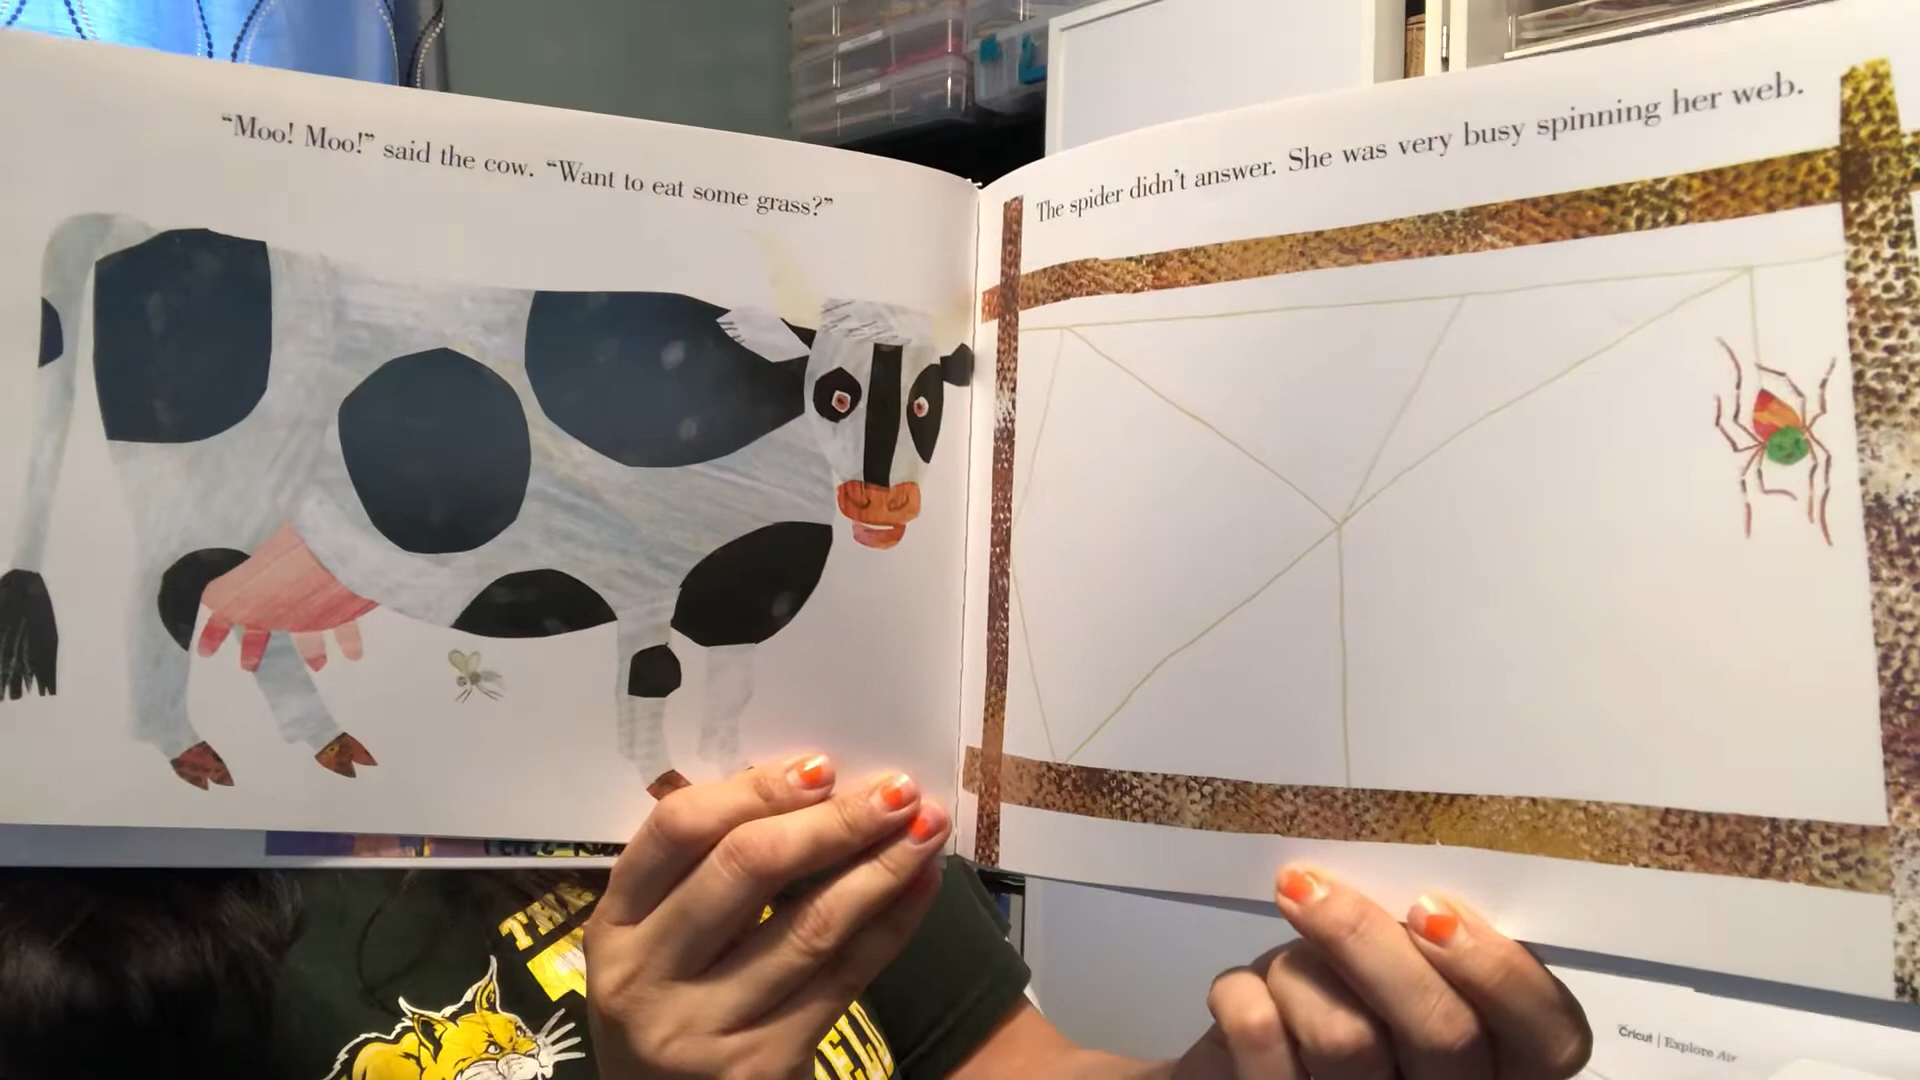 “Moo! Moo!” said the cow. “Want to eat some grass?”
The spider didn’t answer. She was very busy spinning her web.
Cricut | Explore Air